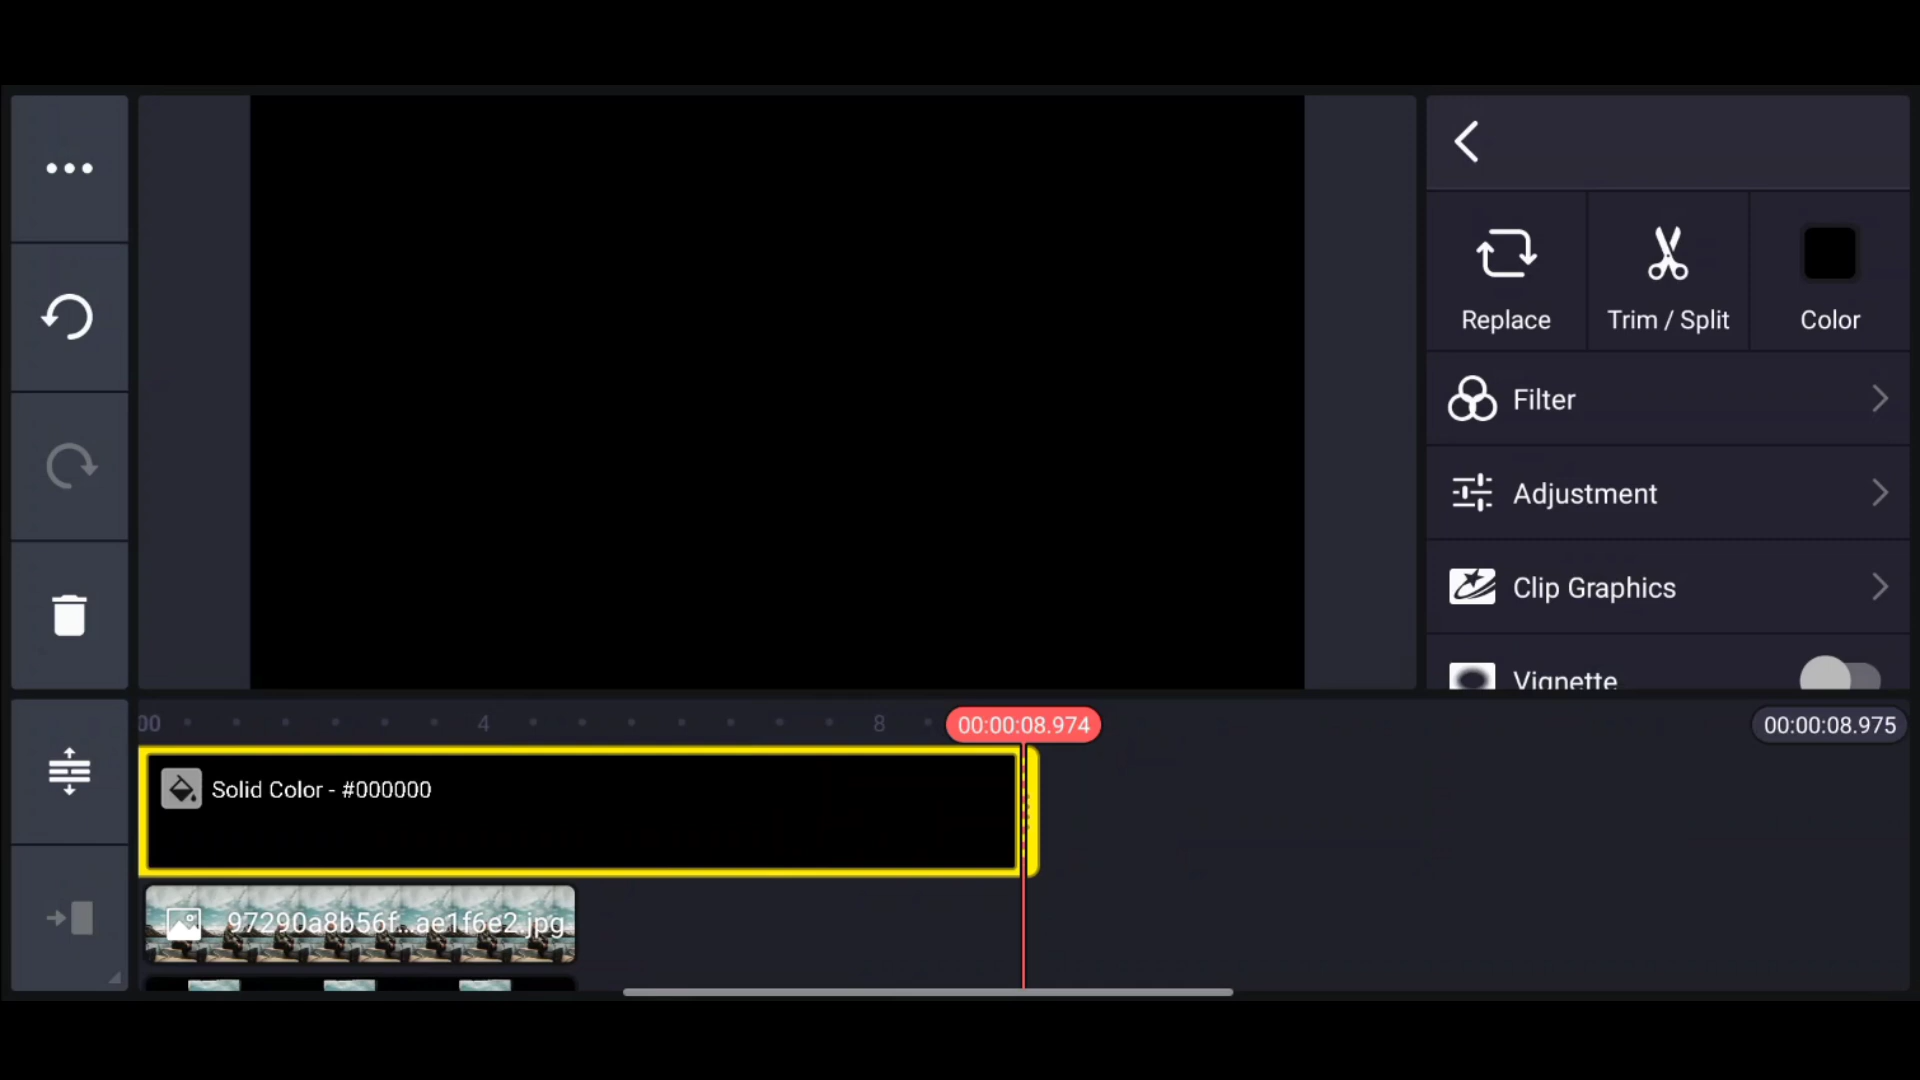 Replace
Trim / Split
Color
Filter
Adjustment
Clip Graphics
Vignette
00
4
8
00:00:08.974
00:00:08.975
Solid Color - #000000
97290a8b56f...ae1f6e2.jpg